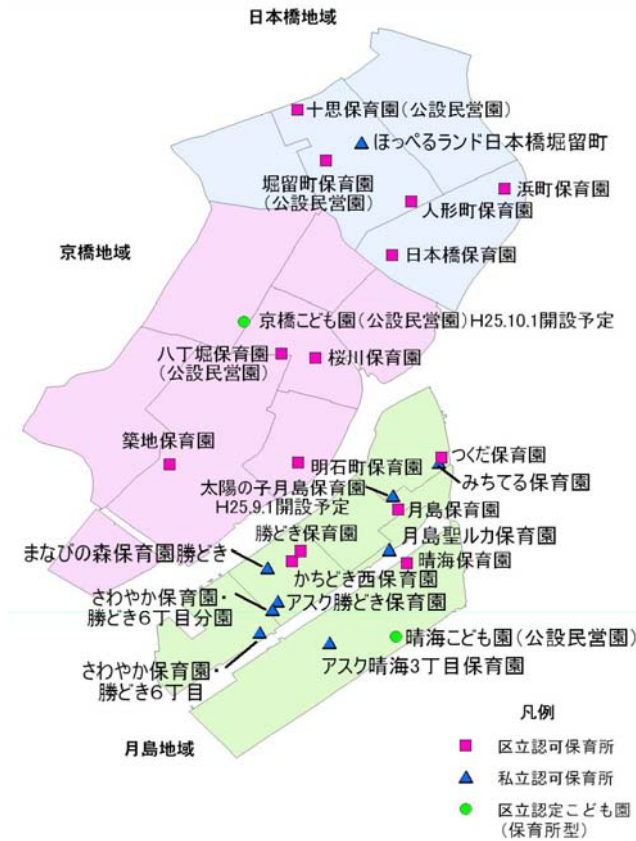 日本橋地域
十思保育園(公設民営園)
ほっぺるランド日本橋堀留町
堀留町保育園
(公設民営園)
浜町保育園
人形町保育園
日本橋保育園
京橋地域
京橋こども園(公設民営園)H25.10.1開設予定
八丁堀保育園
(公設民営園)
桜川保育園
築地保育園
明石町保育園
つくだ保育園
みちてる保育園
太陽の子月島保育園
H25.9.1開設予定
月島保育園
勝どき保育園
月島聖ルカ保育園
まなびの森保育園勝どき
晴海保育園
かちどき西保育園
さわやか保育園・
勝どき6丁目分園
アスク勝どき保育園
晴海こども園(公設民営園)
さわやか保育園・
勝どき6丁目
アスク晴海3丁目保育園
月島地域
凡例
区立認可保育所
私立認可保育所
区立認定こども園
(保育所型)